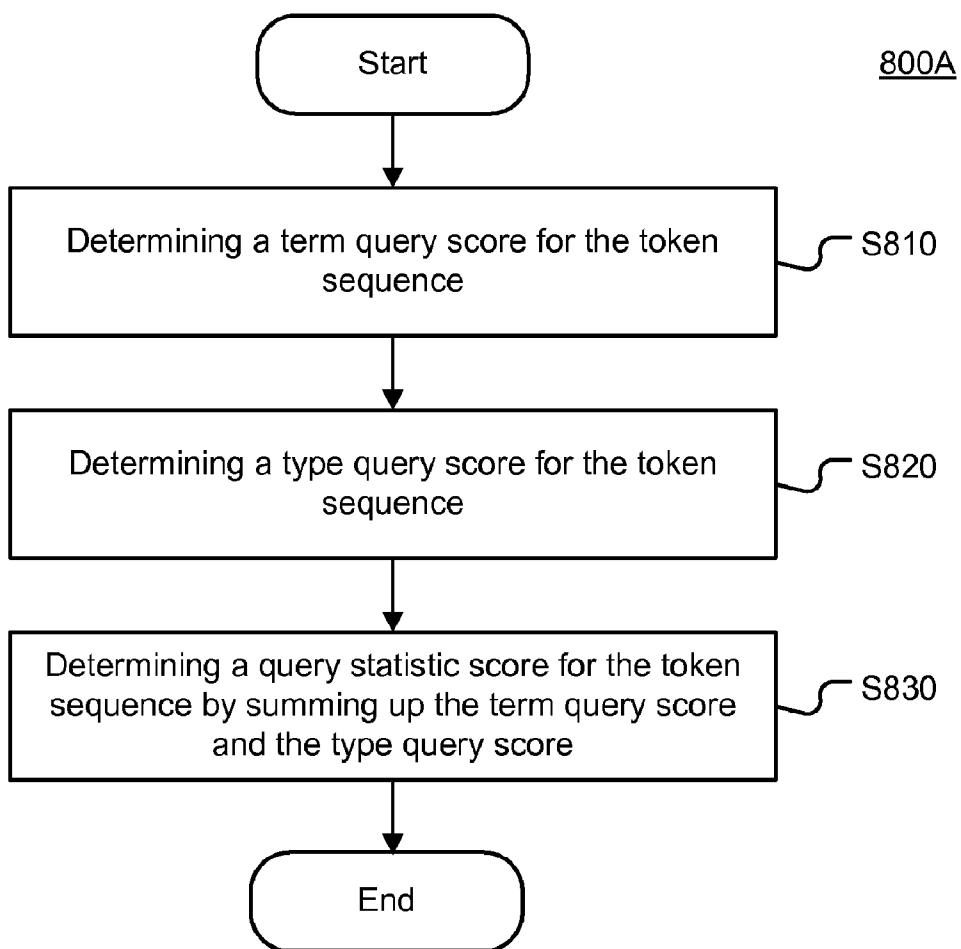 Start
800A
Determining a term query score for the token
sequence
S810
Determining a type query score for the token
sequence
S820
Determining a query statistic score for the token
sequence by summing up the term query score
and the type query score
S830
End